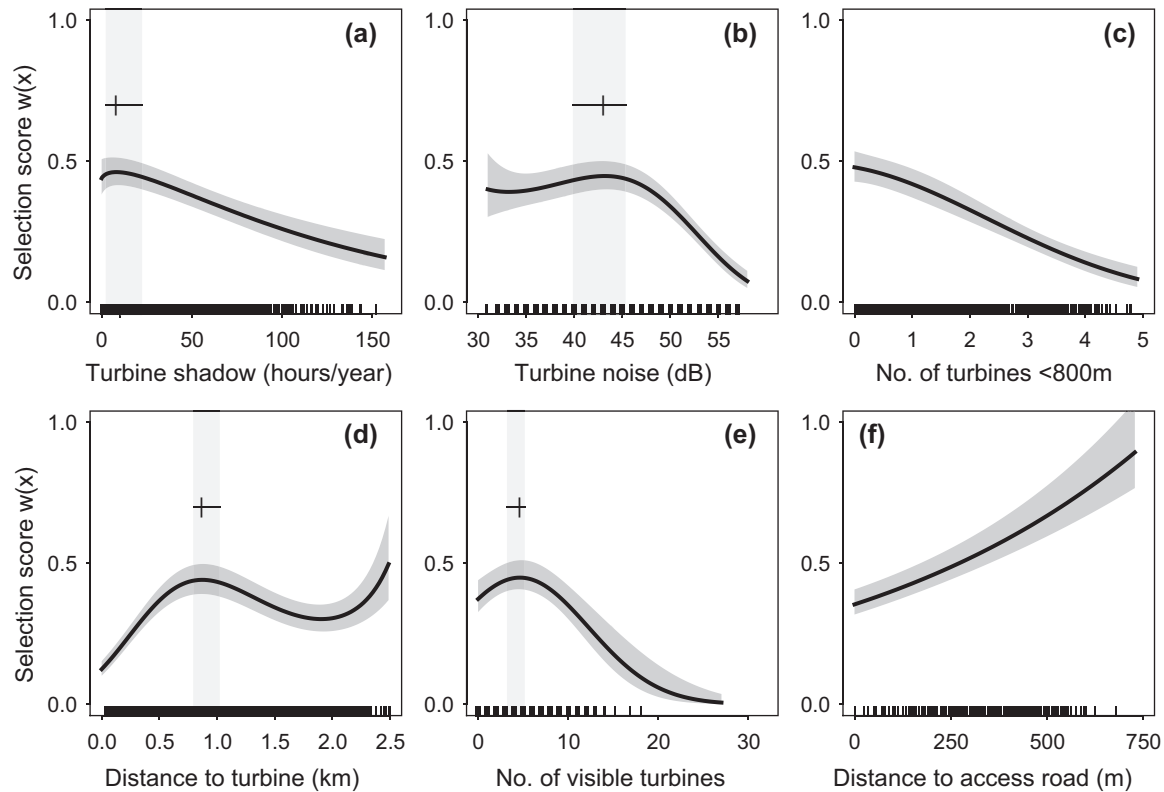 (a) (b) (c)
Selection score w(x)
1.0 1.0 1.0
0.5 0.5 0.5
0.0 0.0 0.0
0 50 100 150 30 35 40 45 50 55 0 1 2 3 4 5
Turbine shadow (hours/year) Turbine noise (dB) No. of turbines <800m
(d) (e) (f)
Selection score w(x)
1.0 1.0 1.0
0.5 0.5 0.5
0.0 0.0 0.0
0.0 0.5 1.0 1.5 2.0 2.5 0 10 20 30 0 250 500 750
Distance to turbine (km) No. of visible turbines Distance to access road (m)